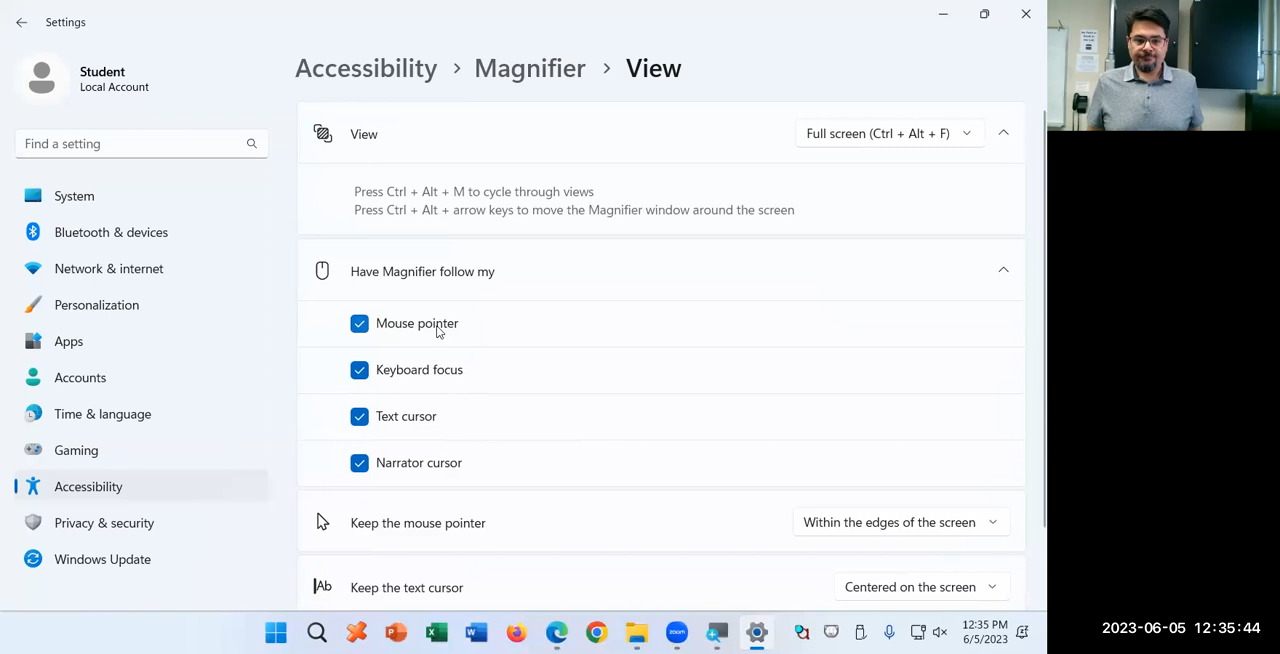 Settings
Student
Local Account
Find a setting
System
Bluetooth & devices
Network & internet
Personalization
Apps
Accounts
Time & language
Gaming
Accessibility
Privacy & security
Windows Update
Accessibility > Magnifier > View
View
Full screen (Ctrl + Alt + F)
Press Ctrl + Alt + M to cycle through views
Press Ctrl + Alt + arrow keys to move the Magnifier window around the screen
Have Magnifier follow my
Mouse pointer
Keyboard focus
Text cursor
Narrator cursor
Keep the mouse pointer
Within the edges of the screen
Ab
Keep the text cursor
Centered on the screen
zoom
12:35 PM
6/5/2023
2023-06-05 12:35:44